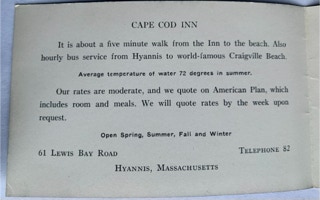 CAPE COD INN
It is about a five minute walk from the Inn to the beach. Also
hourly bus service from Hyannis to world-famous Craigville Beach.
Average temperature of water 72 degrees in summer.
Our rates are moderate, and we quote on American Plan, which
includes room and meals. We will quote rates by the week upon
request.
Open Spring, Summer, Fall and Winter
61 Lewis Bay Road Telephone 82
Hyannis, Massachusetts